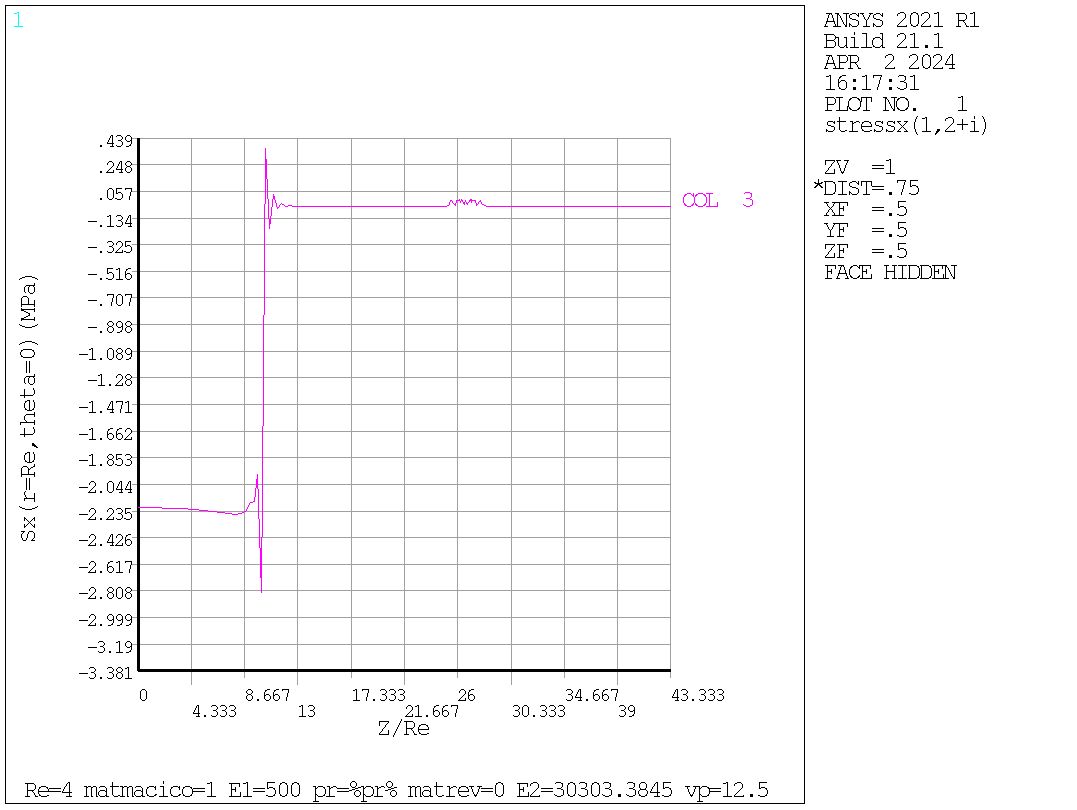 1
ANSYS 2021 R1
Build 21.1
APR  2 2024
16:17:31
PLOT NO.   1
stressx(1,2+i)
ZV  =1
*DIST=.75
XF  =.5
YF  =.5
ZF  =.5
FACE HIDDEN
COL  3
.439
.248
.057
-.134
-.325
-.516
-.707
-.898
-1.089
-1.28
-1.471
-1.662
-1.853
-2.044
-2.235
-2.426
-2.617
-2.808
-2.999
-3.19
-3.381
Sx(r=Re,theta=0)(MPa)
0 8.667 17.333 26 34.667 43.333
4.333 13 21.667 30.333 39
Z/Re
Re=4 matmacico=1 E1=500 pr=%pr% matrev=0 E2=30303.3845 vp=12.5